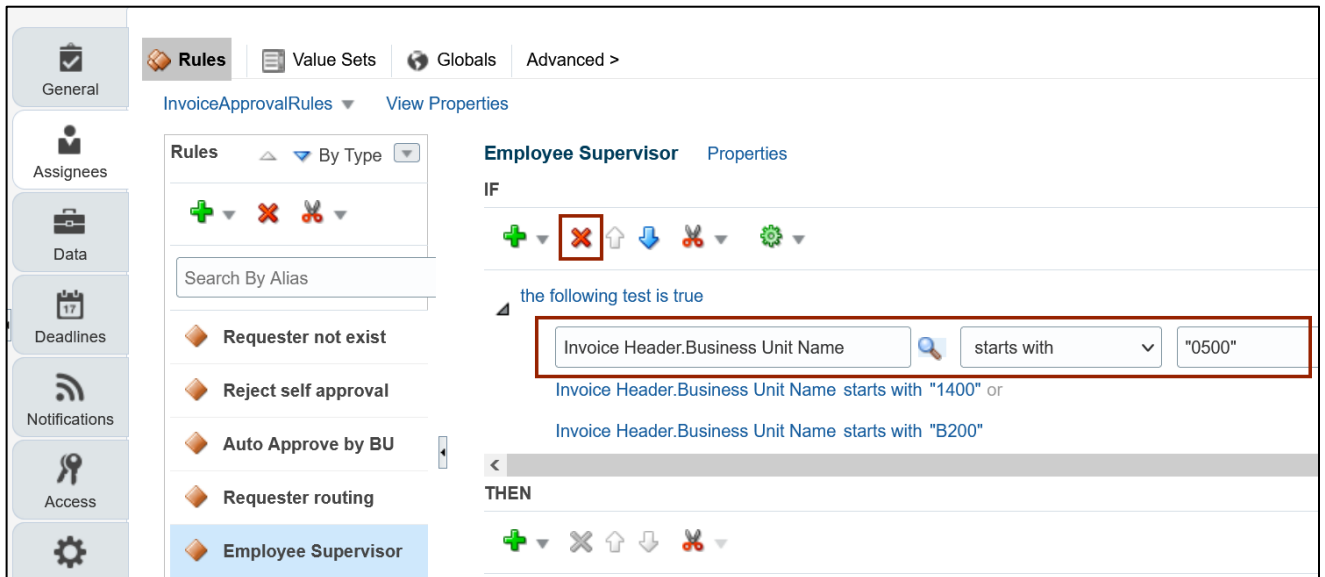 Rules Value Sets Globals Advanced >
General
InvoiceApprovalRules View Properties
Rules By Type
Employee Supervisor Properties
Assignees
IF
Data
Search By Alias
the following test is true
17
Deadlines
Requester not exist
Invoice Header.Business Unit Name starts with "0500"
Reject self approval
Invoice Header.Business Unit Name starts with "1400" or
Notifications
Auto Approve by BU
Invoice Header.Business Unit Name starts with "B200"
Requester routing
THEN
Access
Employee Supervisor